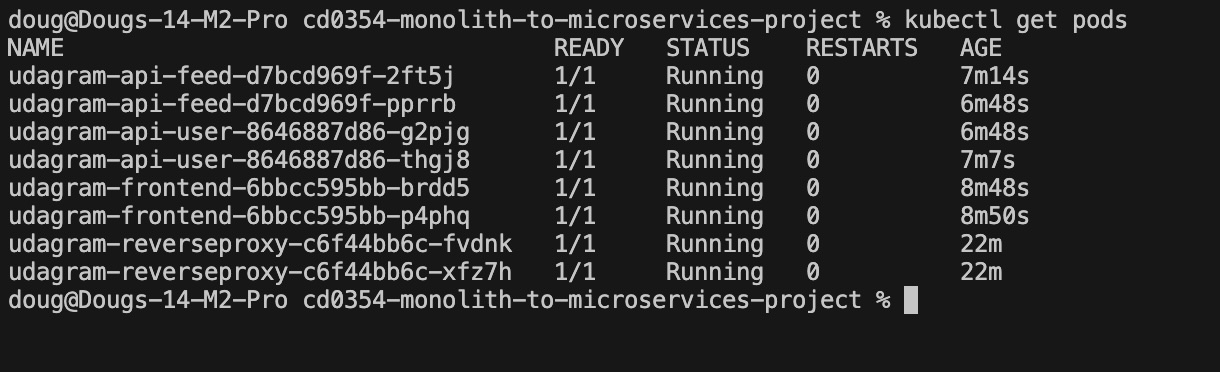 doug@Dougs-14-M2-Pro cd0354-monolith-to-microservices-project % kubectl get pods
NAME READY STATUS RESTARTS AGE
udagram-api-feed-d7bcd969f-2ft5j 1/1 Running 0 7m14s
udagram-api-feed-d7bcd969f-pprrb 1/1 Running 0 6m48s
udagram-api-user-8646887d86-g2pjg 1/1 Running 0 6m48s
udagram-api-user-8646887d86-thgj8 1/1 Running 0 7m7s
udagram-frontend-6bbcc595bb-brdd5 1/1 Running 0 8m48s
udagram-frontend-6bbcc595bb-p4phq 1/1 Running 0 8m50s
udagram-reverseproxy-c6f44bb6c-fvdnk 1/1 Running 0 22m
udagram-reverseproxy-c6f44bb6c-xfz7h 1/1 Running 0 22m
doug@Dougs-14-M2-Pro cd0354-monolith-to-microservices-project %